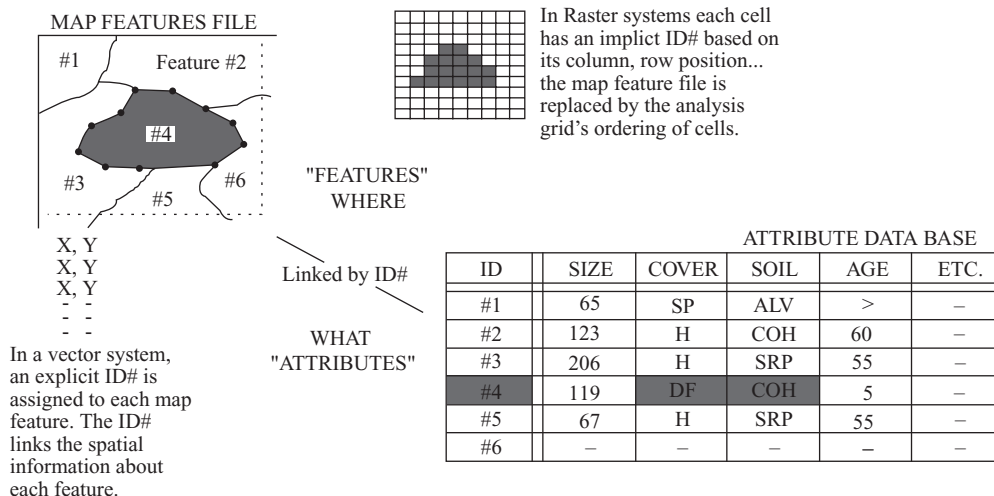 MAP FEATURES FILE
#1
Feature #2
#4
#3
#5
#6
X, Y
X, Y
X, Y
- -
- -
- -
In a vector system,
an explicit ID# is
assigned to each map
feature. The ID#
links the spatial
information about
each feature.
In Raster systems each cell
has an implict ID# based on
its column, row position...
the map feature file is
replaced by the analysis
grid's ordering of cells.
"FEATURES"
WHERE
Linked by ID#
WHAT
"ATTRIBUTES"
ATTRIBUTE DATA BASE
ID SIZE COVER SOIL AGE ETC.
#1 65 SP ALV > –
#2 123 H COH 60 –
#3 206 H SRP 55 –
#4 119 DF COH 5 –
#5 67 H SRP 55 –
#6 – – – – –